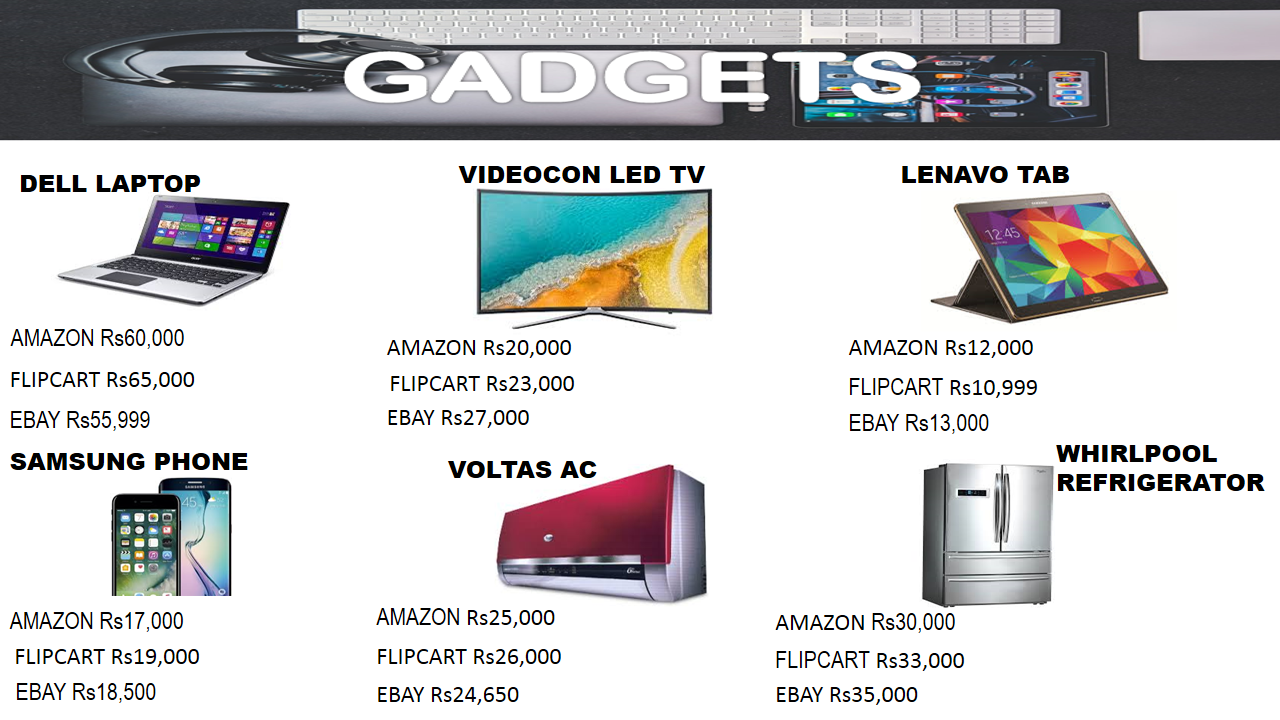 GADGETS
DELL LAPTOP
AMAZON Rs60,000
FLIPCART Rs65,000
EBAY Rs55,999
VIDEOCON LED TV
AMAZON Rs20,000
FLIPCART Rs23,000
EBAY Rs27,000
LENAVO TAB
SAMSUNG
12:45
AMAZON Rs12,000
FLIPCART Rs10,999
EBAY Rs13,000
SAMSUNG PHONE
SAMSUNG
AMAZON Rs17,000
FLIPCART Rs19,000
EBAY Rs18,500
VOLTAS AC
AMAZON Rs25,000
FLIPCART Rs26,000
EBAY Rs24,650
WHIRLPOOL
REFRIGERATOR
AMAZON Rs30,000
FLIPCART Rs33,000
EBAY Rs35,000